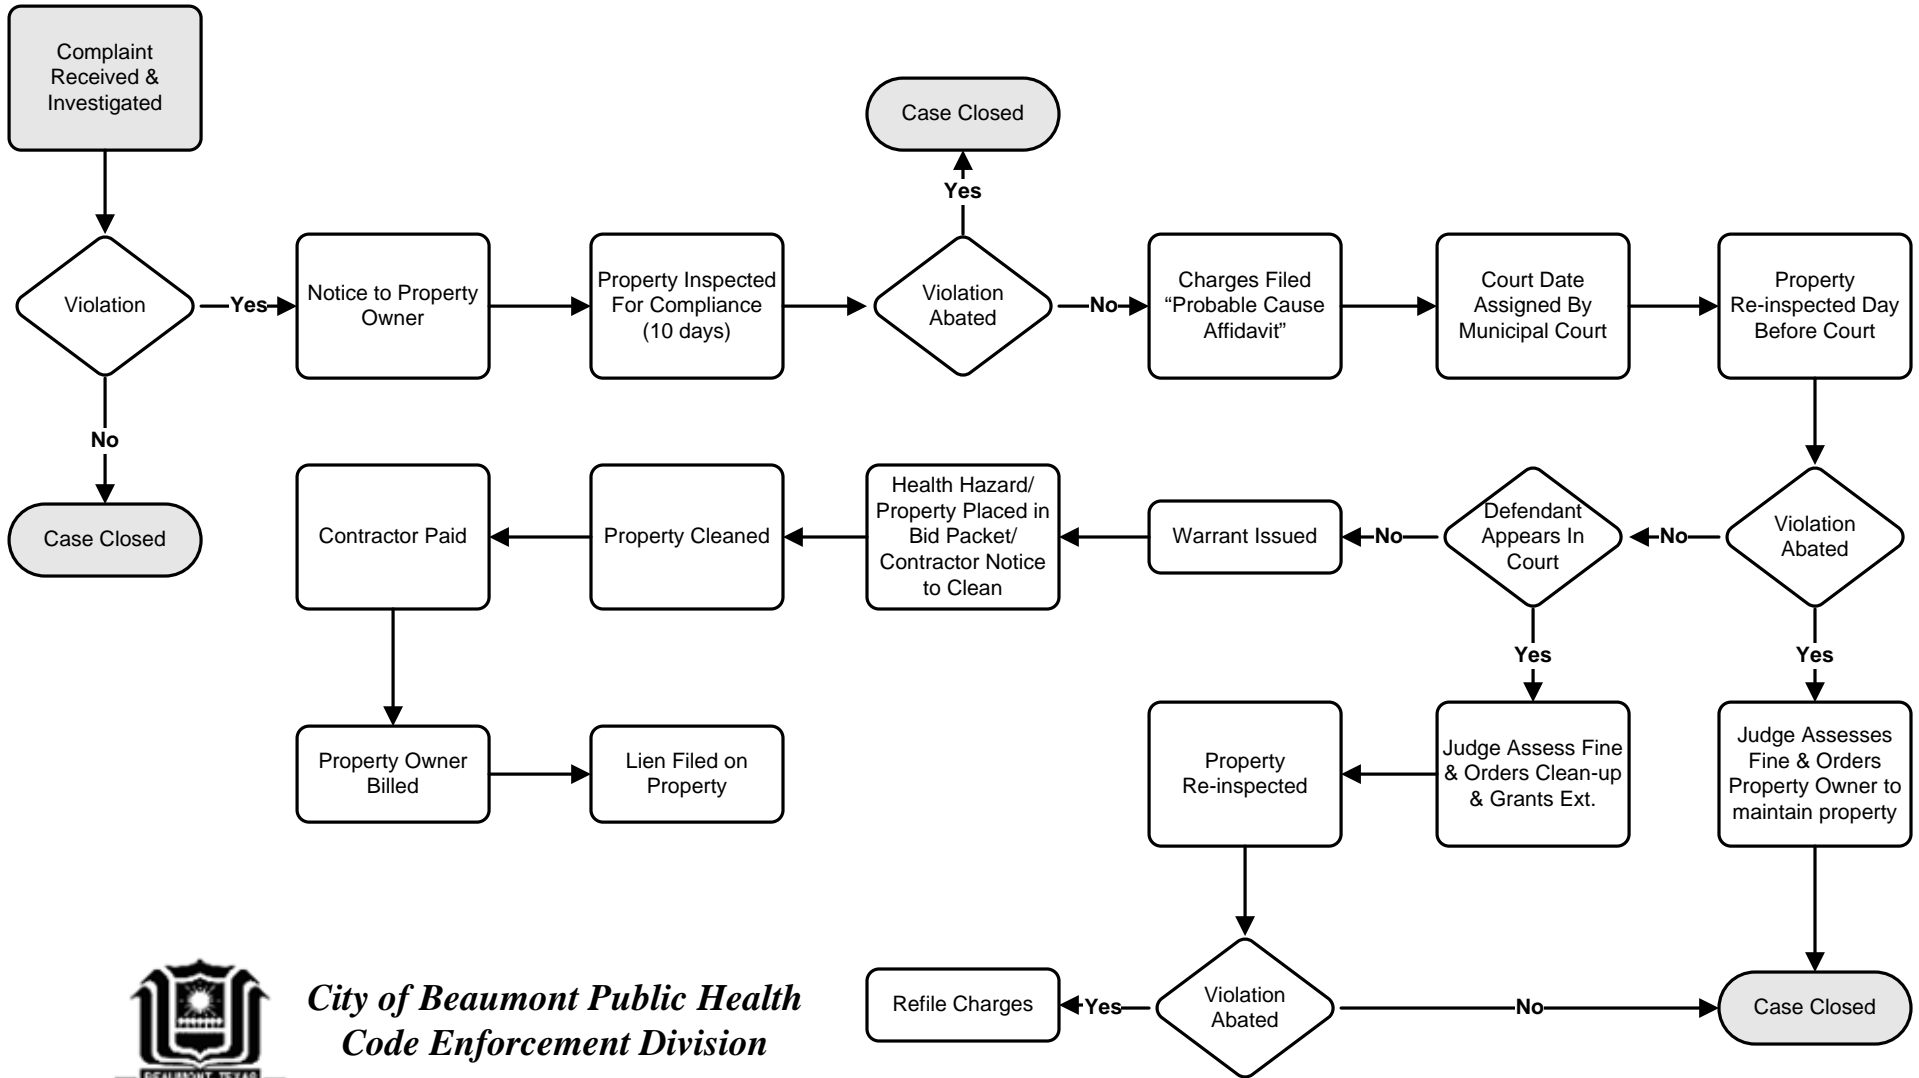 Complaint
Received &
Investigated
Case Closed
Yes
Violation
Yes
Notice to Property
Owner
Property Inspected
For Compliance
(10 days)
Violation
Abated
No
Charges Filed
“Probable Cause
Affidavit”
Court Date
Assigned By
Municipal Court
Property
Re-inspected Day
Before Court
No
Case Closed
Contractor Paid
Property Cleaned
Health Hazard/
Property Placed in
Bid Packet/
Contractor Notice
to Clean
Warrant Issued
No
Defendant
Appears In
Court
No
Violation
Abated
Yes
Yes
Property Owner
Billed
Lien Filed on
Property
Property
Re-inspected
Judge Assess Fine
& Orders Clean-up
& Grants Ext.
Judge Assesses
Fine & Orders
Property Owner to
maintain property
Refile Charges
Yes
Violation
Abated
No
Case Closed
City of Beaumont Public Health
Code Enforcement Division
BEAUMONT TEXAS